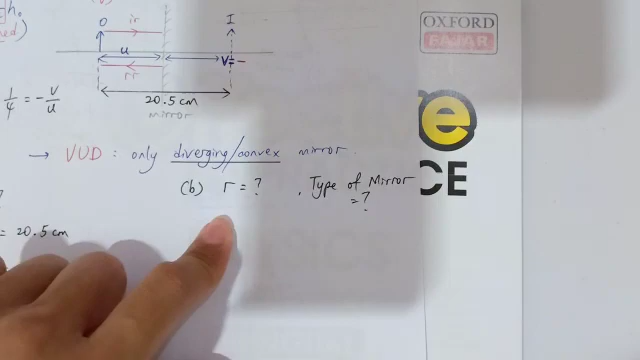 h₀
O ir I
u V = -
rr
20.5 cm
mirror
1/4 = -v/u
→ VUD : only diverging/convex mirror.
(b) r = ? , Type of Mirror
= ?
= 20.5 cm
OXFORD
FAJAR
CE